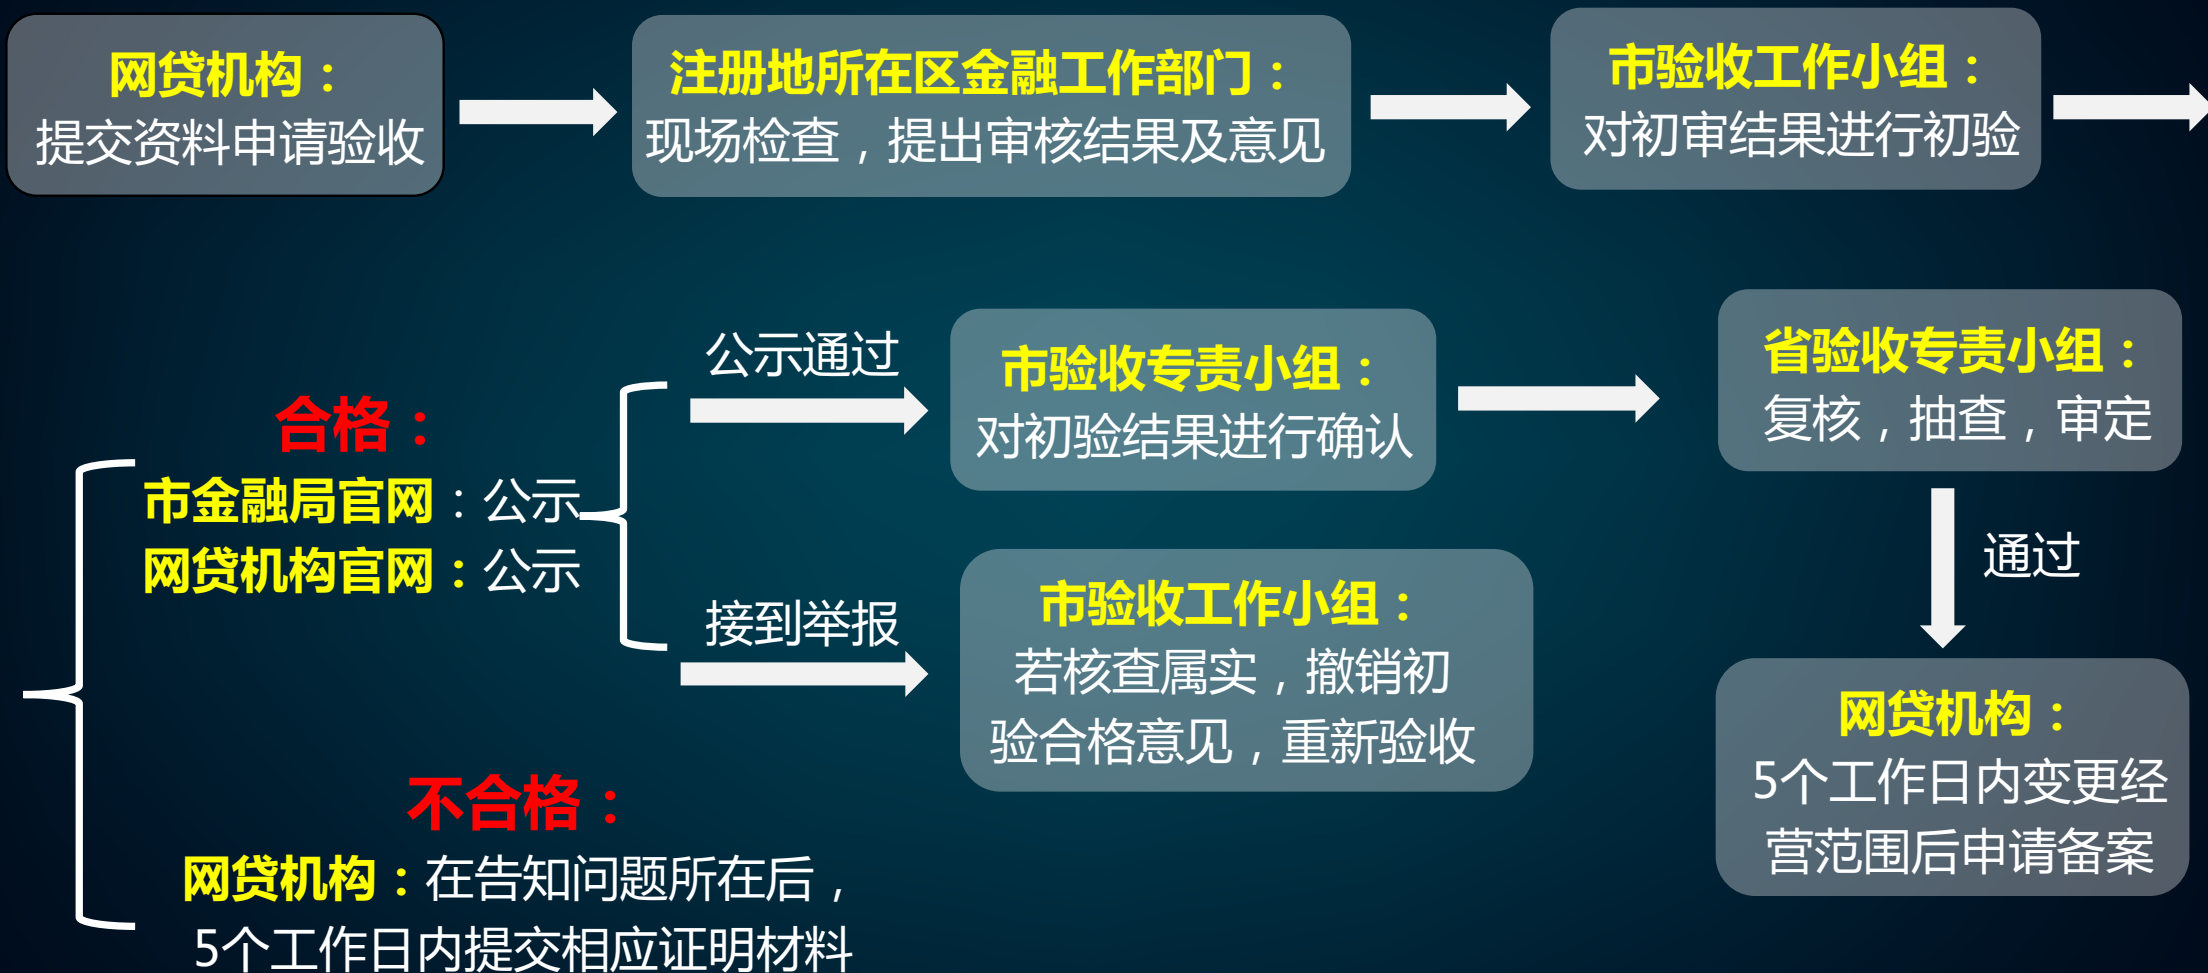 网贷机构：
提交资料申请验收
注册地所在区金融工作部门：
现场检查，提出审核结果及意见
市验收工作小组：
对初审结果进行初验
合格：
市金融局官网：公示
网贷机构官网：公示
公示通过
市验收专责小组：
对初验结果进行确认
省验收专责小组：
复核，抽查，审定
通过
网贷机构：
5个工作日内变更经
营范围后申请备案
接到举报
市验收工作小组：
若核查属实，撤销初
验合格意见，重新验收
不合格：
网贷机构：在告知问题所在后，
5个工作日内提交相应证明材料